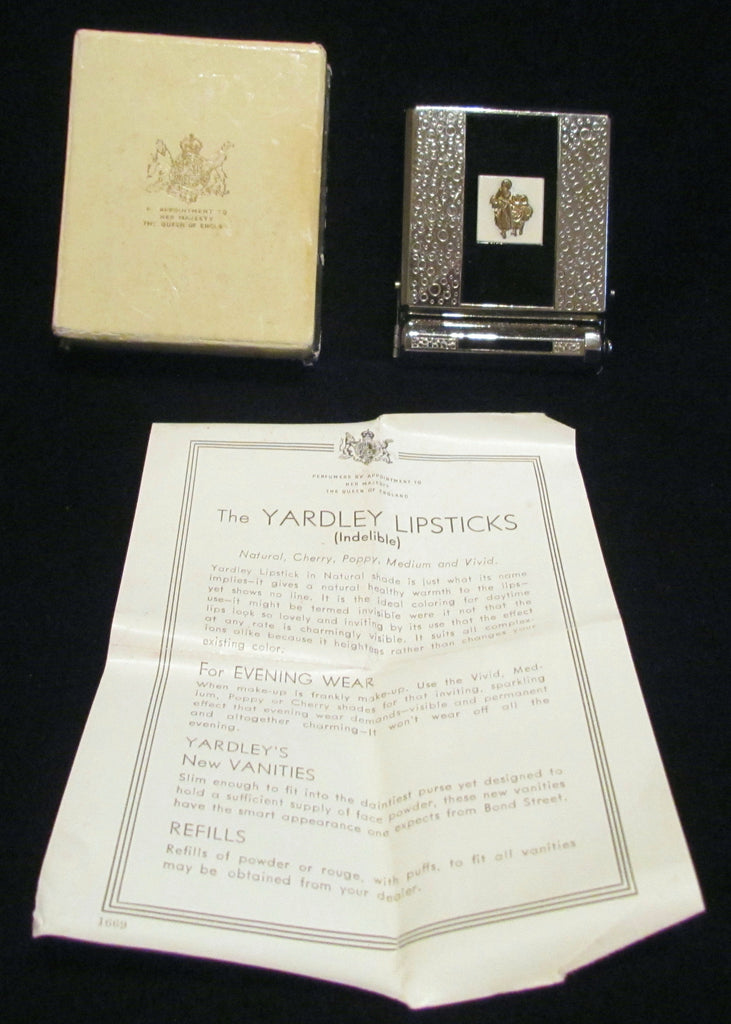 BY APPOINTMENT TO
HER MAJESTY
THE QUEEN OF ENGLAND
PERFUMERS BY APPOINTMENT TO
HER MAJESTY
THE QUEEN OF ENGLAND
The YARDLEY LIPSTICKS
(Indelible)
Natural, Cherry, Poppy, Medium and Vivid.
Yardley Lipstick in Natural shade is just what its name
implies—it gives a natural healthy warmth to the lips—
yet shows no line. It is the ideal coloring for daytime
use—it might be termed invisible were it not that the
lips look so lovely and inviting by its use that the effect
at any rate is charmingly visible. It suits all complex-
ions alike because it heightens rather than changes your
existing color.
For EVENING WEAR
When make-up is frankly make-up. Use the Vivid, Med-
ium, Poppy or Cherry shades for that inviting, sparkling
effect that evening wear demands—visible and permanent
and altogether charming—it won't wear off all the
evening.
YARDLEY'S
New VANITIES
Slim enough to fit into the daintiest purse yet designed to
hold a sufficient supply of face powder, these new vanities
have the smart appearance one expects from Bond Street.
REFILLS
Refills of powder or rouge, with puffs, to fit all vanities
may be obtained from your dealer.
1669